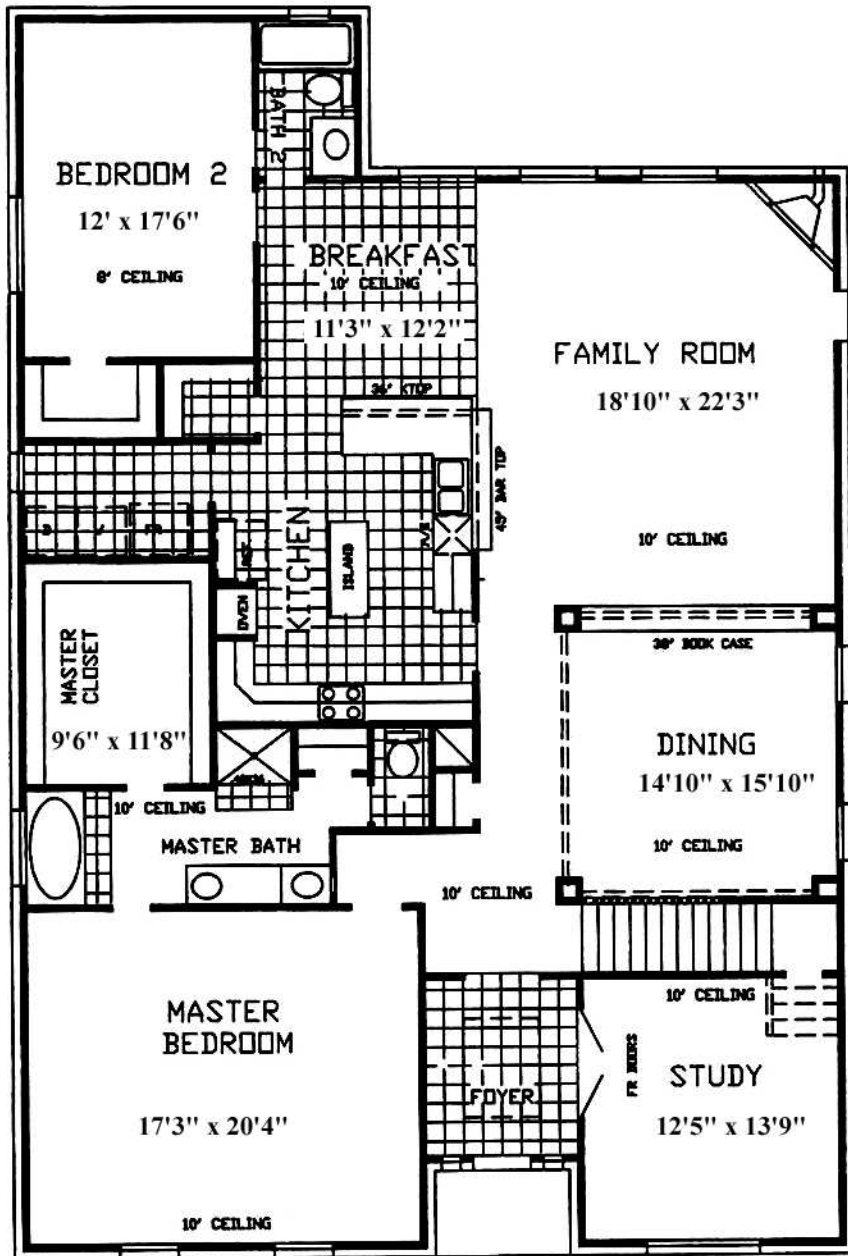 BATH 2
BEDROOM 2
12' x 17'6"
8' CEILING
BREAKFAST
10' CEILING
11'3" x 12'2"
FAMILY ROOM
18'10" x 22'3"
10' CEILING
36' KTOP
45' BAR TOP
KITCHEN
ISLAND
REF
OVEN
38' BOOK CASE
MASTER
CLOSET
9'6" x 11'8"
DINING
14'10" x 15'10"
10' CEILING
10' CEILING
MASTER BATH
10' CEILING
MASTER
BEDROOM
17'3" x 20'4"
10' CEILING
FOYER
FR DOORS
10' CEILING
STUDY
12'5" x 13'9"